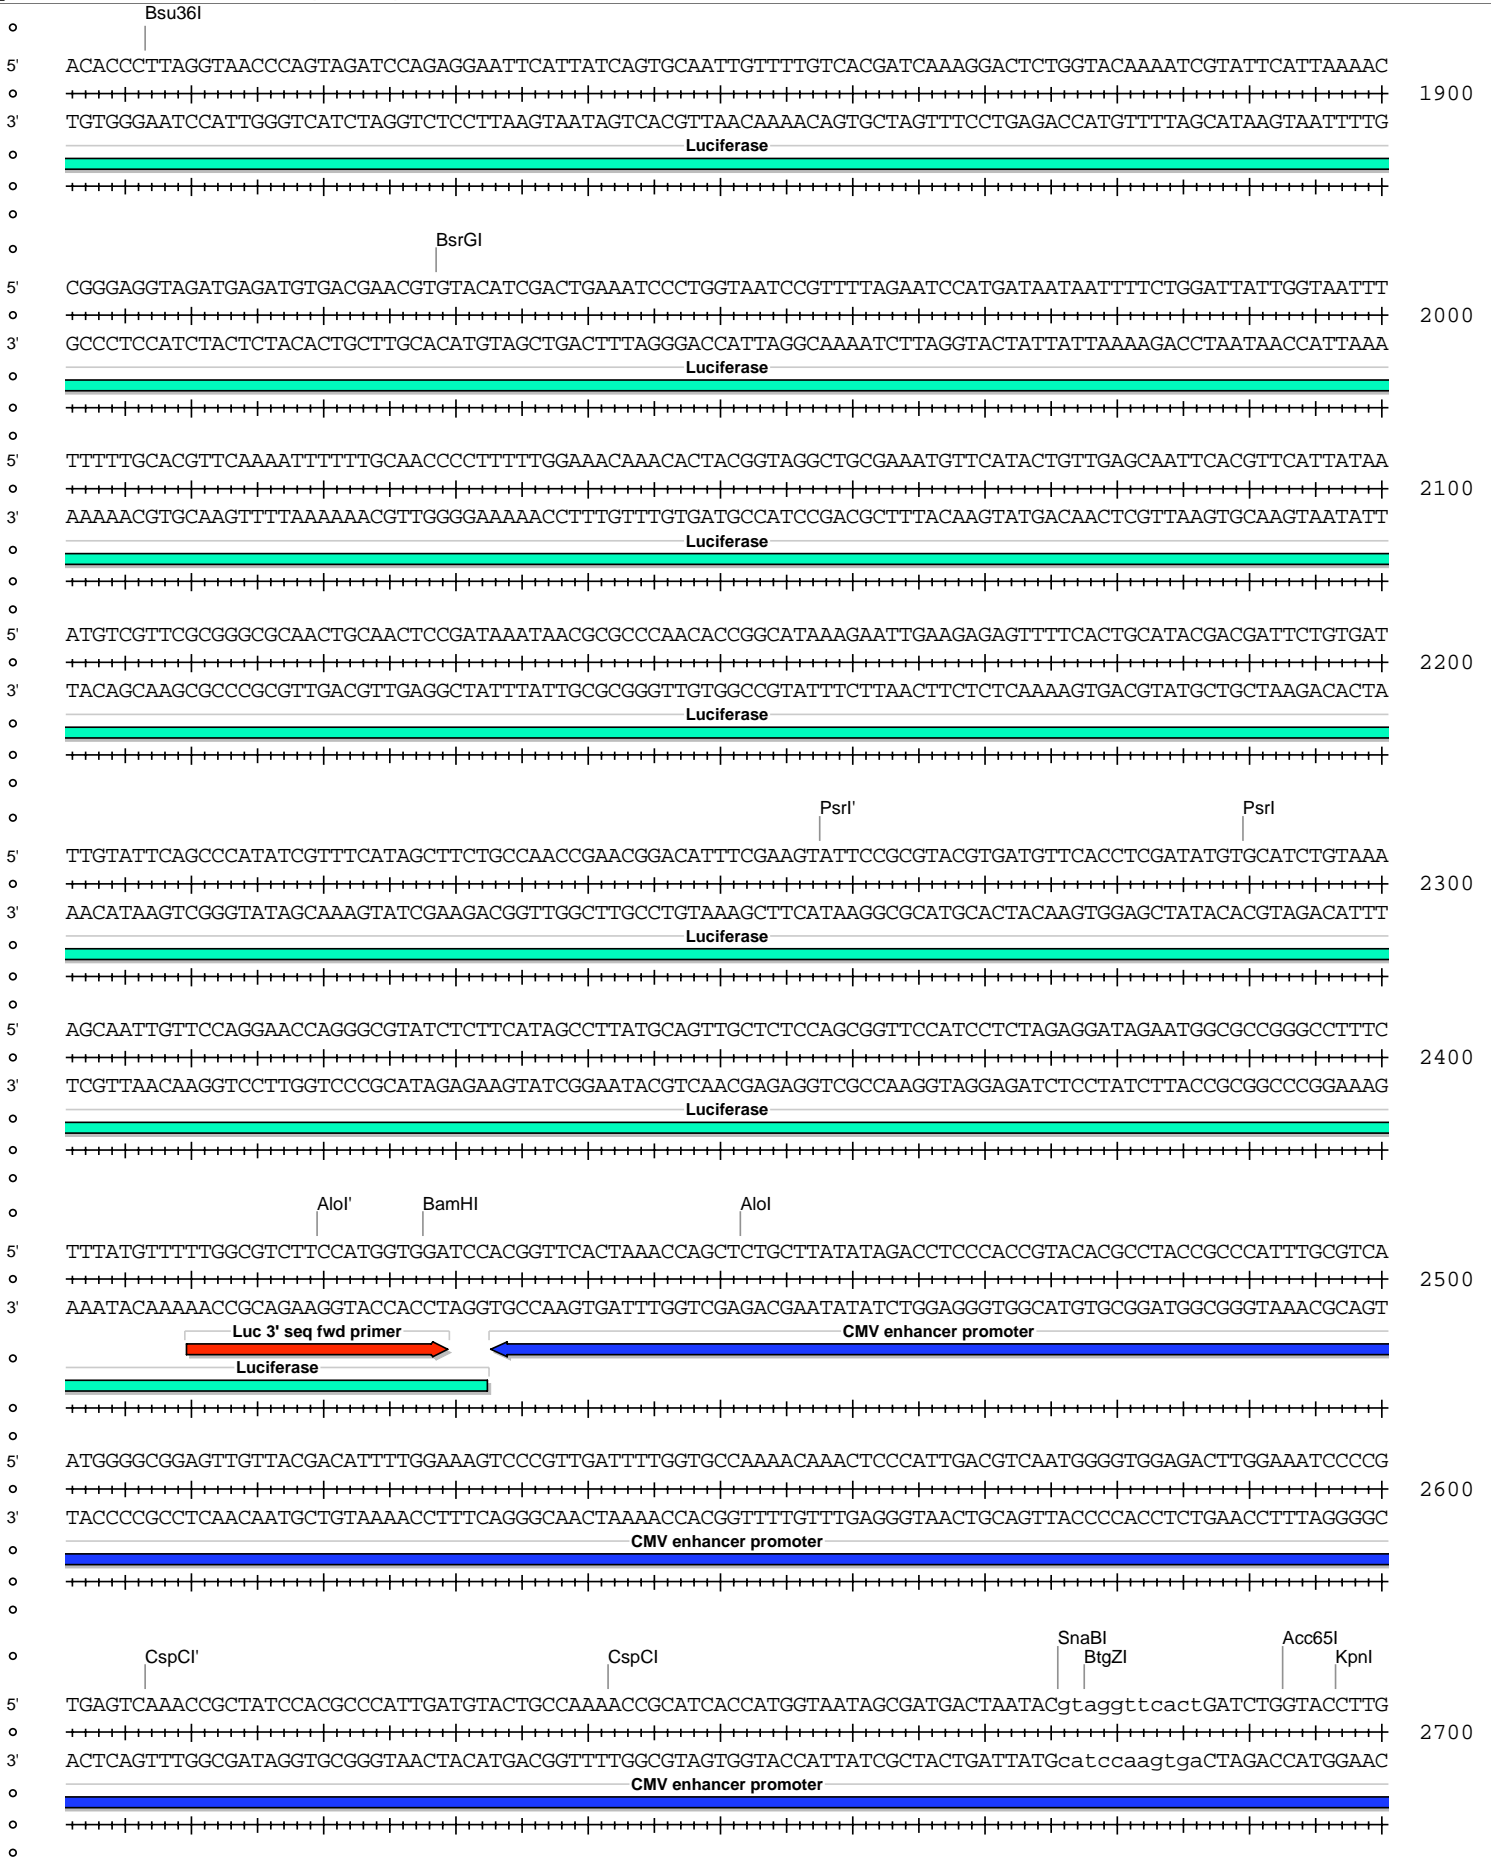 Bsu36I
5' ACACCCTTAGGTAACCCAGTAGATCCAGAGGAATTCATTATCAGTGCAATTGTTTTGTCACGATCAAAGGACTCTGGTACAAAATCGTATTCATTAAAAC
1900
3' TGTGGGAATCCATTGGGTCATCTAGGTCTCCTTAAGTAATAGTCACGTTAACAAAACAGTGCTAGTTTCCTGAGACCATGTTTTAGCATAAGTAATTTTG
Luciferase
BsrGI
5' CGGGAGGTAGATGAGATGTGACGAACGTGTACATCGACTGAAATCCCTGGTAATCCGTTTTAGAATCCATGATAATAATTTTCTGGATTATTGGTAATTT
2000
3' GCCCTCCATCTACTCTACACTGCTTGCACATGTAGCTGACTTTAGGGACCATTAGGCAAAATCTTAGGTACTATTATTAAAAGACCTAATAACCATTAAA
Luciferase
5' TTTTTGCACGTTCAAAATTTTTTGCAACCCCTTTTTGGAAACAAACACTACGGTAGGCTGCGAAATGTTCATACTGTTGAGCAATTCACGTTCATTATAA
2100
3' AAAAACGTGCAAGTTTTAAAAAACGTTGGGGAAAAACCTTTGTTTGTGATGCCATCCGACGCTTTACAAGTATGACAACTCGTTAAGTGCAAGTAATATT
Luciferase
5' ATGTCGTTCGCGGGCGCAACTGCAACTCCGATAAATAACGCGCCCAACACCGGCATAAAGAATTGAAGAGAGTTTTCACTGCATACGACGATTCTGTGAT
2200
3' TACAGCAAGCGCCCGCGTTGACGTTGAGGCTATTTATTGCGCGGGTTGTGGCCGTATTTCTTAACTTCTCTCAAAAGTGACGTATGCTGCTAAGACACTA
Luciferase
PsrI' PsrI
5' TTGTATTCAGCCCATATCGTTTCATAGCTTCTGCCAACCGAACGGACATTTCGAAGTATTCCGCGTACGTGATGTTCACCTCGATATGTGCATCTGTAAA
2300
3' AACATAAGTCGGGTATAGCAAAGTATCGAAGACGGTTGGCTTGCCTGTAAAGCTTCATAAGGCGCATGCACTACAAGTGGAGCTATACACGTAGACATTT
Luciferase
5' AGCAATTGTTCCAGGAACCAGGGCGTATCTCTTCATAGCCTTATGCAGTTGCTCTCCAGCGGTTCCATCCTCTAGAGGATAGAATGGCGCCGGGCCTTTC
2400
3' TCGTTAACAAGGTCCTTGGTCCCGCATAGAGAAGTATCGGAATACGTCAACGAGAGGTCGCCAAGGTAGGAGATCTCCTATCTTACCGCGGCCCGGAAAG
Luciferase
AloI' BamHI AloI
5' TTTATGTTTTTGGCGTCTTCCATGGTGGATCCACGGTTCACTAAACCAGCTCTGCTTATATAGACCTCCCACCGTACACGCCTACCGCCCATTTGCGTCA
2500
3' AAATACAAAAACCGCAGAAGGTACCACCTAGGTGCCAAGTGATTTGGTCGAGACGAATATATCTGGAGGGTGGCATGTGCGGATGGCGGGTAAACGCAGT
Luc 3' seq fwd primer CMV enhancer promoter
Luciferase
5' ATGGGGCGGAGTTGTTACGACATTTTGGAAAGTCCCGTTGATTTTGGTGCCAAAACAAACTCCCATTGACGTCAATGGGGTGGAGACTTGGAAATCCCCG
2600
3' TACCCCGCCTCAACAATGCTGTAAAACCTTTCAGGGCAACTAAAACCACGGTTTTGTTTGAGGGTAACTGCAGTTACCCCACCTCTGAACCTTTAGGGGC
CMV enhancer promoter
SnaBI Acc65I
CspCI' CspCI BtgZI KpnI
5' TGAGTCAAACCGCTATCCACGCCCATTGATGTACTGCCAAAACCGCATCACCATGGTAATAGCGATGACTAATACgtaggttcactGATCTGGTACCTTG
2700
3' ACTCAGTTTGGCGATAGGTGCGGGTAACTACATGACGGTTTTGGCGTAGTGGTACCATTATCGCTACTGATTATGcatccaagtgaCTAGACCATGGAAC
CMV enhancer promoter